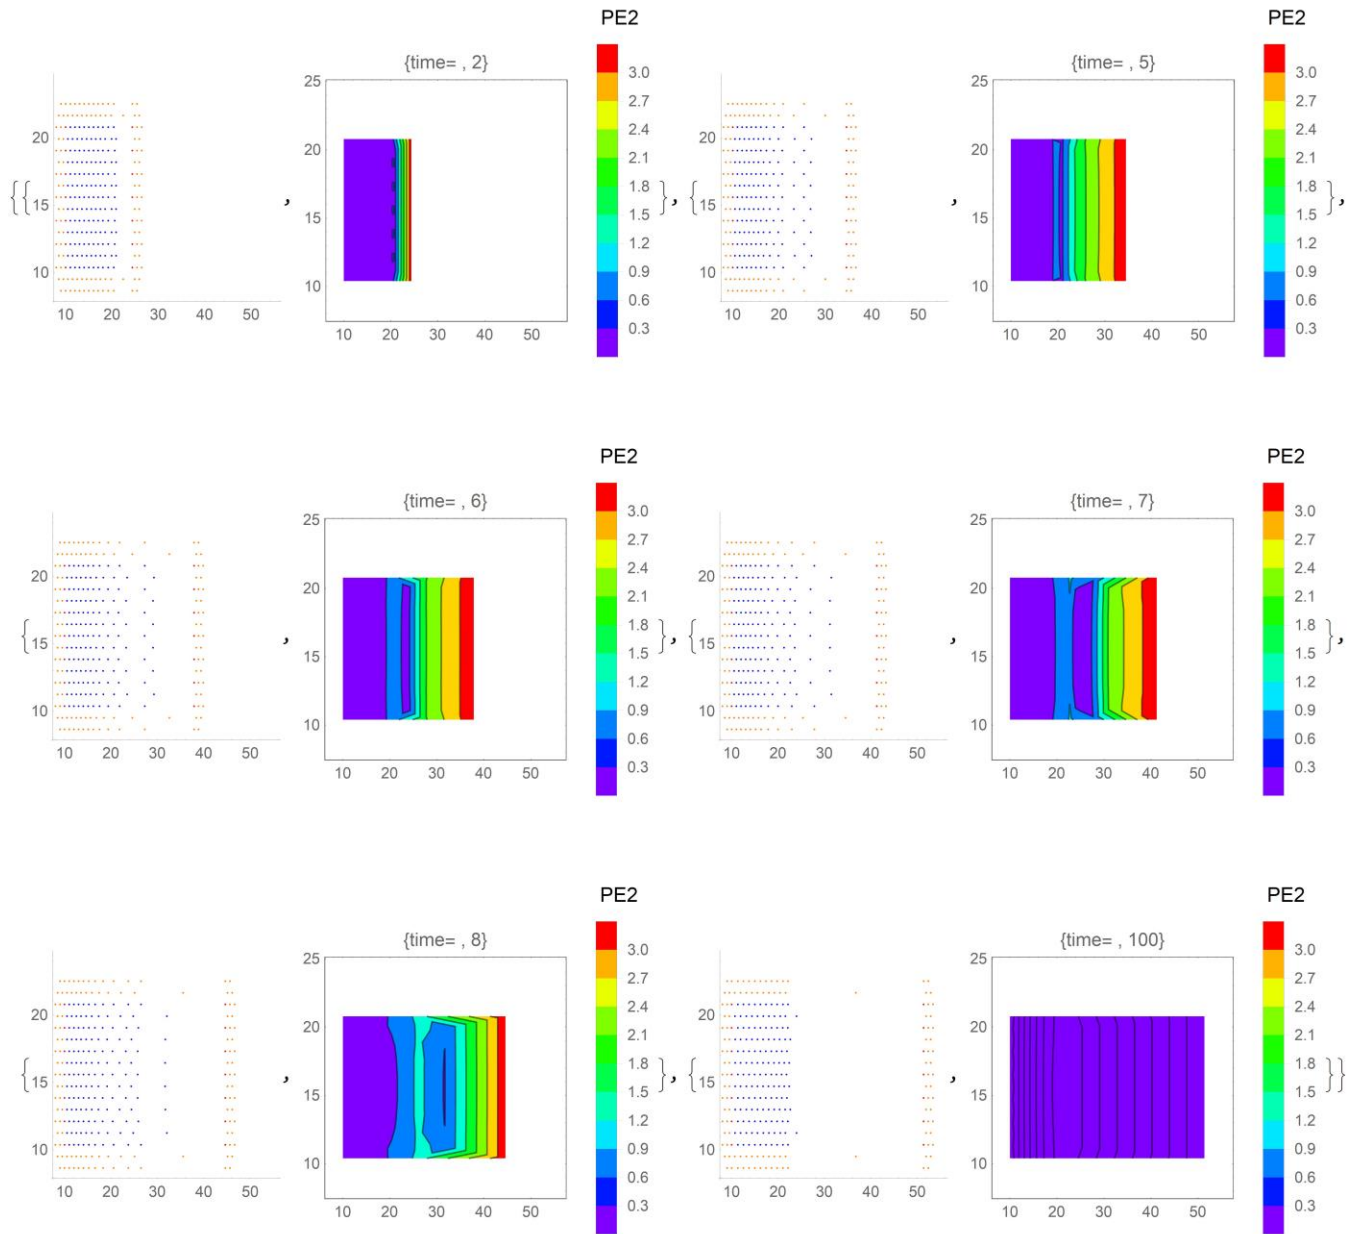 PE2 PE2
{time= , 2} {time= , 5}
{{ 20 15 10 10 20 30 40 50 , 25 20 15 10 10 20 30 40 50 3.0 2.7 2.4 2.1 1.8 1.5 1.2 0.9 0.6 0.3 }, { 20 15 10 10 20 30 40 50 , 25 20 15 10 10 20 30 40 50 3.0 2.7 2.4 2.1 1.8 1.5 1.2 0.9 0.6 0.3 },
PE2 PE2
{time= , 6} {time= , 7}
{ 20 15 10 10 20 30 40 50 , 25 20 15 10 10 20 30 40 50 3.0 2.7 2.4 2.1 1.8 1.5 1.2 0.9 0.6 0.3 }, { 20 15 10 10 20 30 40 50 , 25 20 15 10 10 20 30 40 50 3.0 2.7 2.4 2.1 1.8 1.5 1.2 0.9 0.6 0.3 },
PE2 PE2
{time= , 8} {time= , 100}
{ 20 15 10 10 20 30 40 50 , 25 20 15 10 10 20 30 40 50 3.0 2.7 2.4 2.1 1.8 1.5 1.2 0.9 0.6 0.3 }, { 20 15 10 10 20 30 40 50 , 25 20 15 10 10 20 30 40 50 3.0 2.7 2.4 2.1 1.8 1.5 1.2 0.9 0.6 0.3 }}